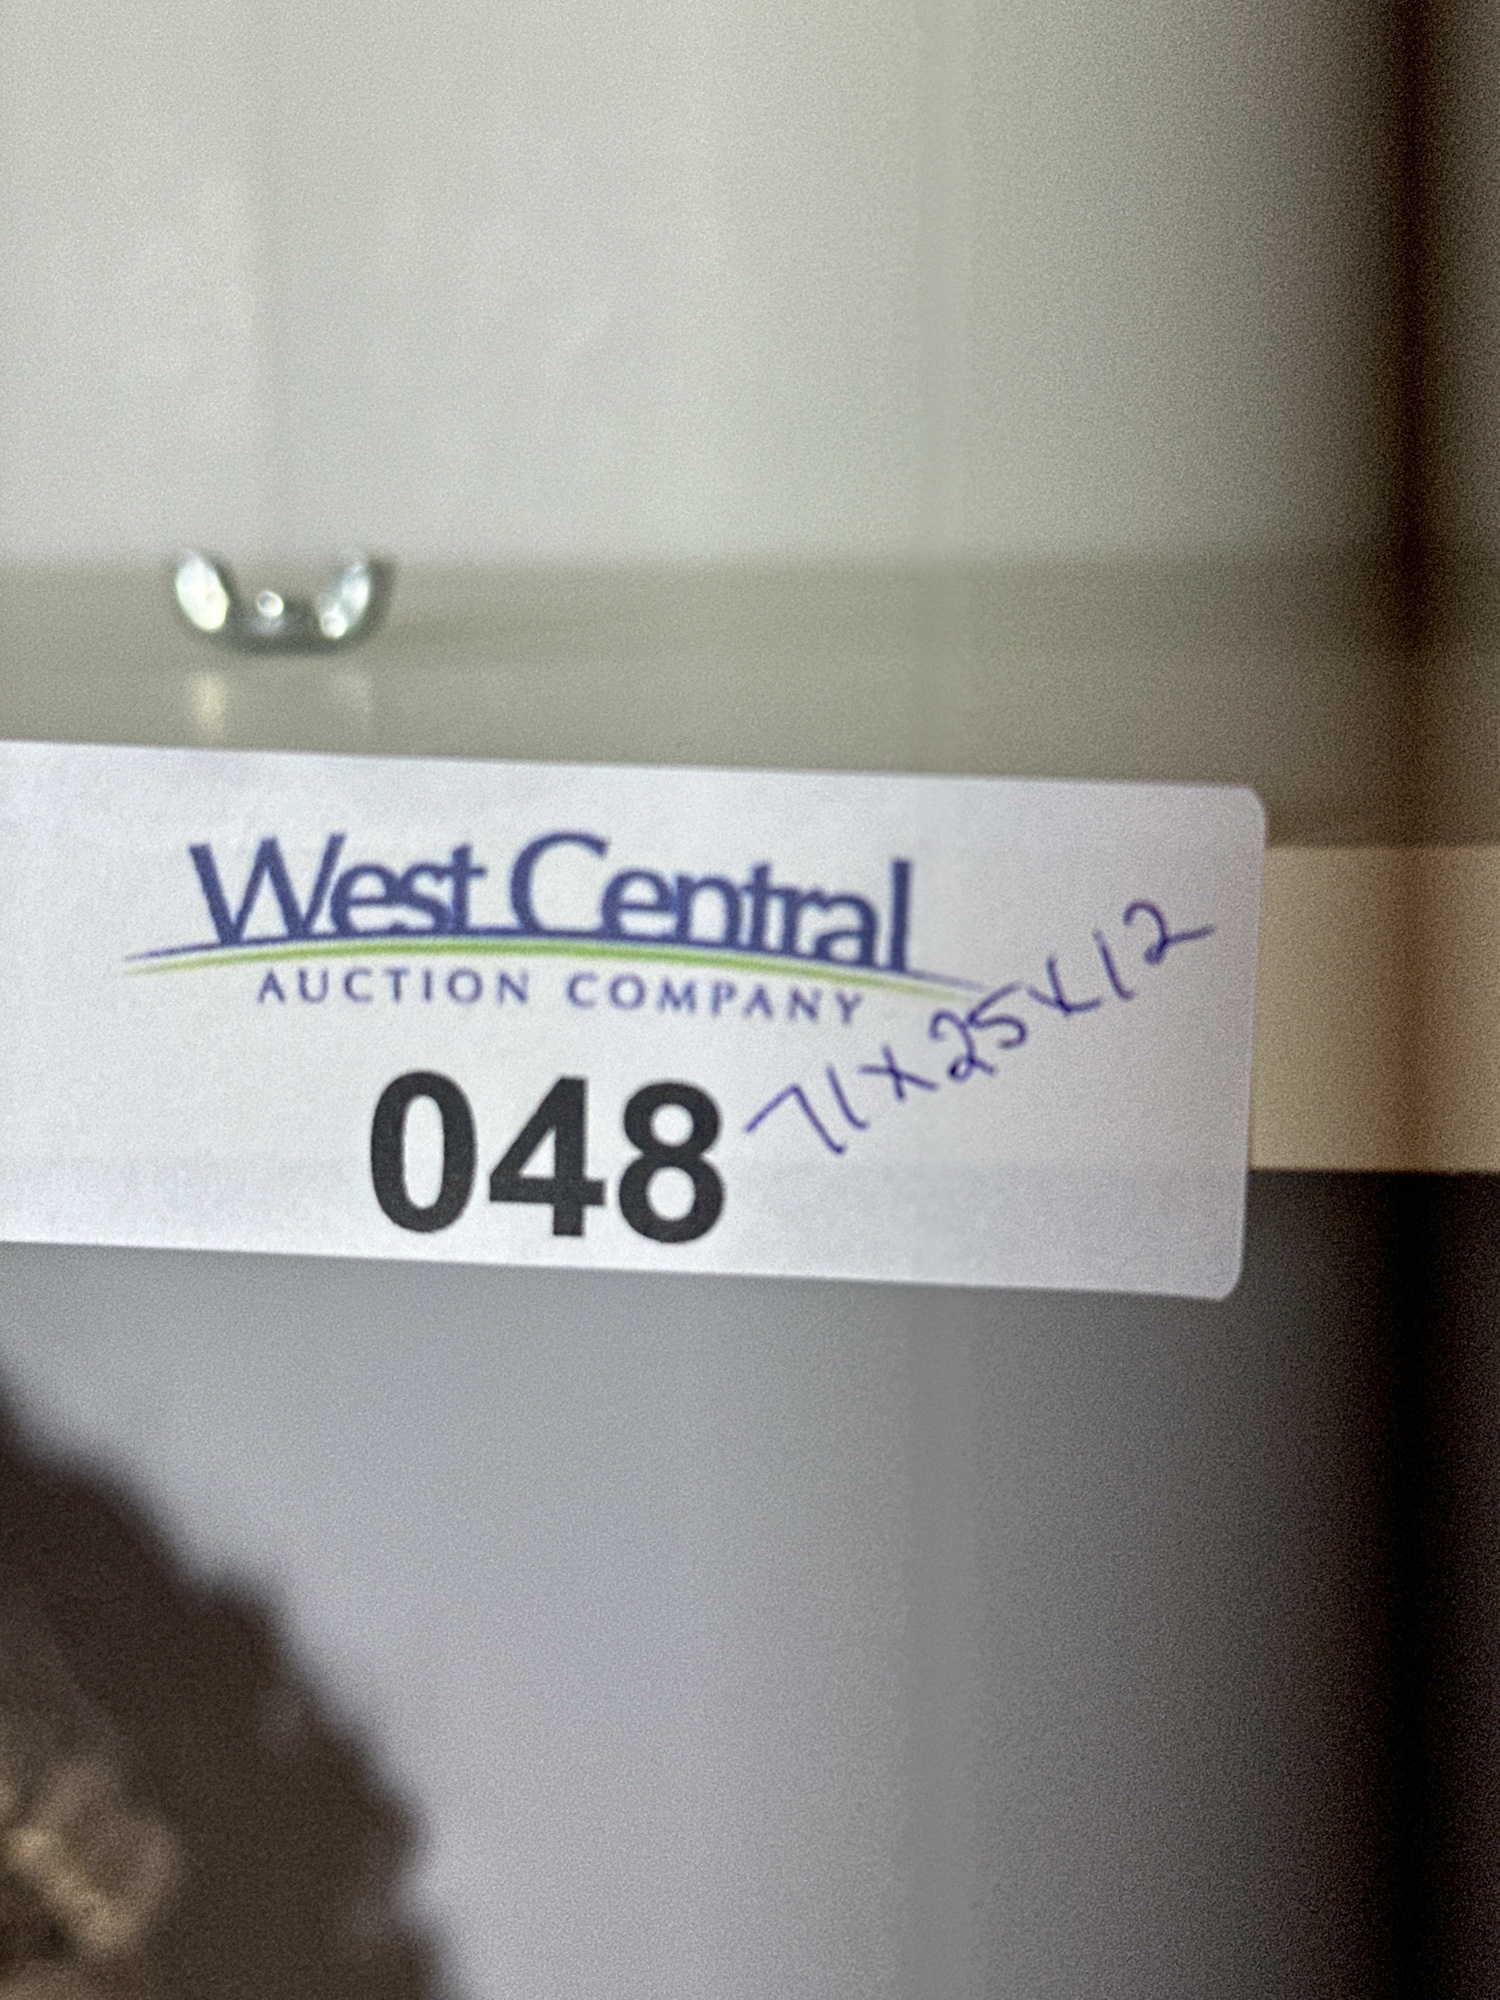 West Central
AUCTION COMPANY
048
71x25x12